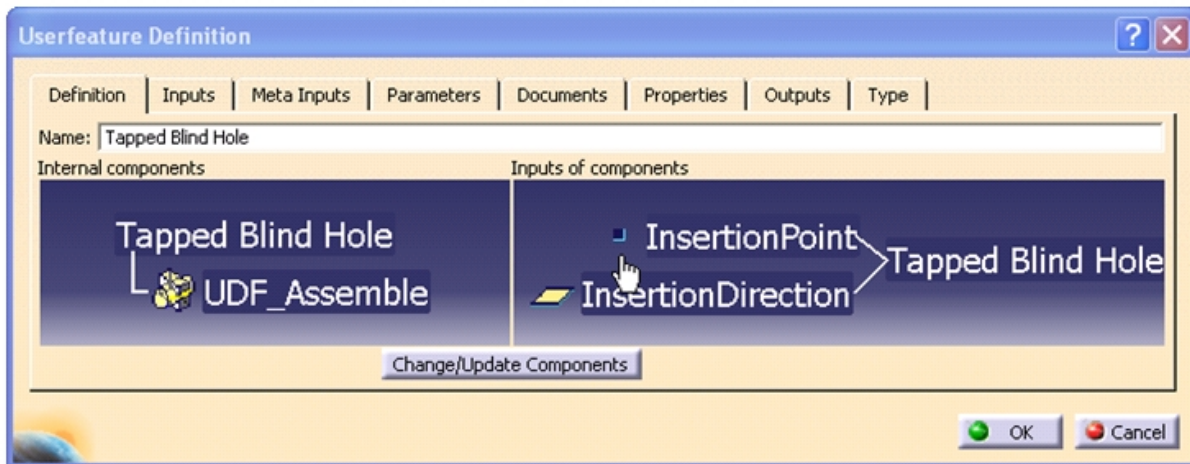 Userfeature Definition
Definition Inputs Meta Inputs Parameters Documents Properties Outputs Type
Name: Tapped Blind Hole
Internal components
Inputs of components
Tapped Blind Hole
UDF_Assemble
InsertionPoint
InsertionDirection
Tapped Blind Hole
Change/Update Components
OK Cancel